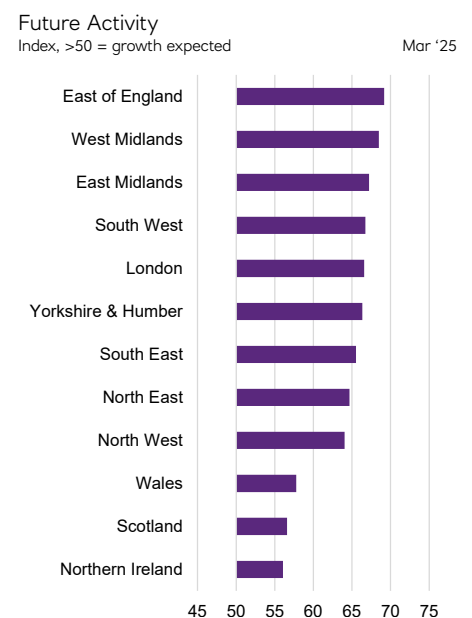 Future Activity
Index, >50 = growth expected
Mar ‘25
East of England
West Midlands
East Midlands
South West
London
Yorkshire & Humber
South East
North East
North West
Wales
Scotland
Northern Ireland
45 50 55 60 65 70 75